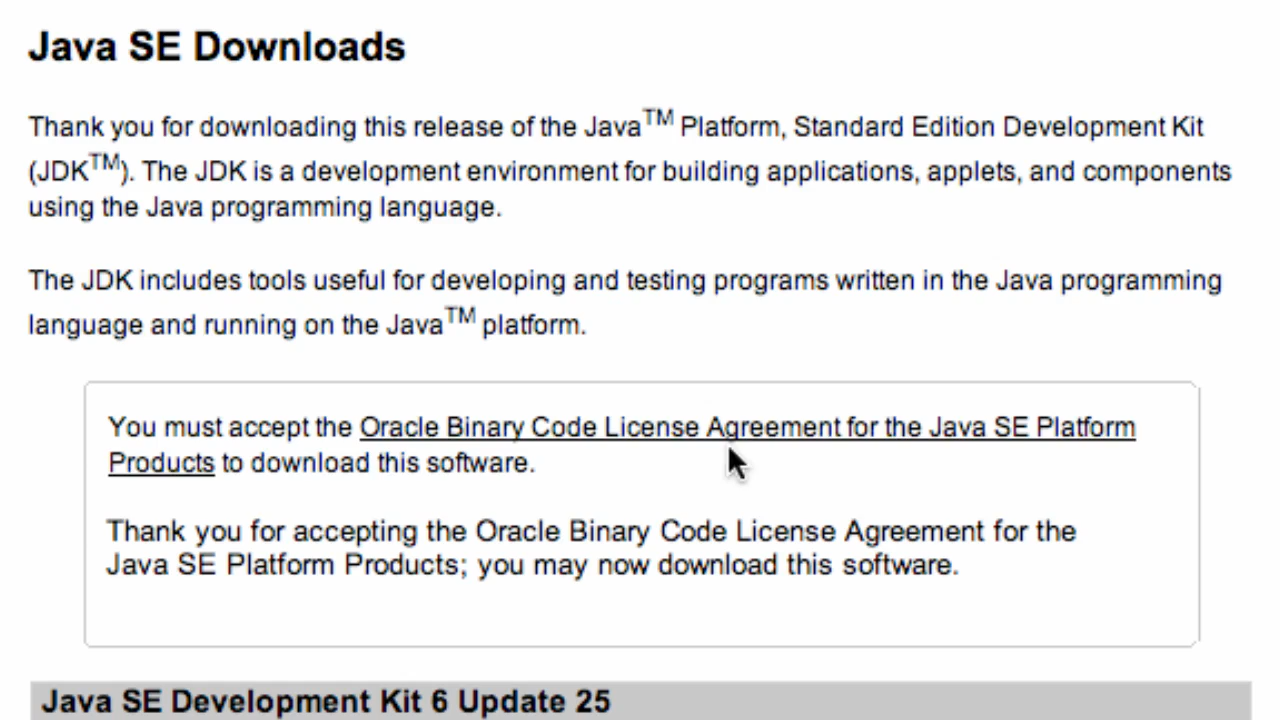 Java SE Downloads
Thank you for downloading this release of the Java™ Platform, Standard Edition Development Kit
(JDK™). The JDK is a development environment for building applications, applets, and components
using the Java programming language.
The JDK includes tools useful for developing and testing programs written in the Java programming
language and running on the Java™ platform.
You must accept the Oracle Binary Code License Agreement for the Java SE Platform
Products to download this software.
Thank you for accepting the Oracle Binary Code License Agreement for the
Java SE Platform Products; you may now download this software.
Java SE Development Kit 6 Update 25